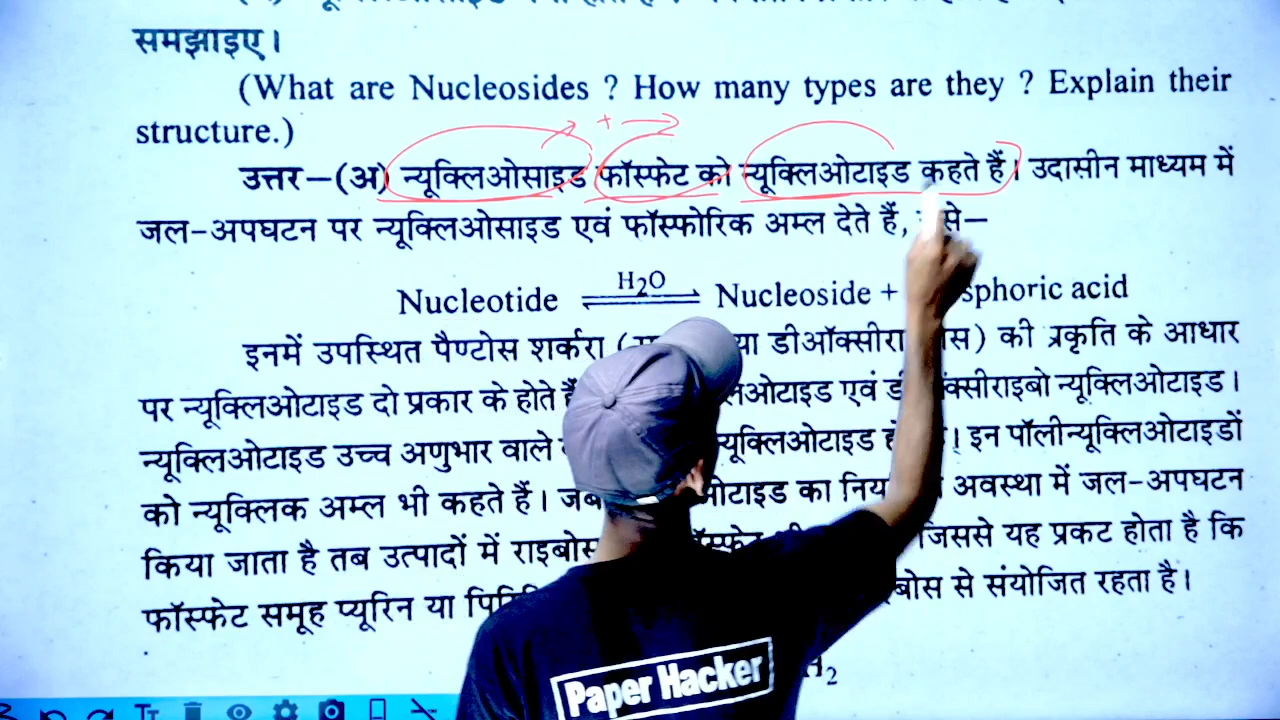 समझाइए।
(What are Nucleosides ? How many types are they ? Explain their
structure.)
उत्तर–(अ) न्यूक्लिओसाइड फॉस्फेट को न्यूक्लिओटाइड कहते हैं। उदासीन माध्यम में
जल-अपघटन पर न्यूक्लिओसाइड एवं फॉस्फोरिक अम्ल देते हैं,
Nucleotide ⇌ H₂O Nucleoside + sphoric acid
इनमें उपस्थित पैण्टोस शर्करा ( या डीऑक्सीरा स) की प्रकृति के आधार
पर न्यूक्लिओटाइड दो प्रकार के होते लओटाइड एवं क्सीराइबो न्यूक्लिओटाइड।
न्यूक्लिओटाइड उच्च अणुभार वाले न्यूक्लिओटाइड । इन पॉलीन्यूक्लिओटाइडों
को न्यूक्लिक अम्ल भी कहते हैं। जब ओटाइड का अवस्था में जल-अपघटन
किया जाता है तब उत्पादों में राइबोस जिससे यह प्रकट होता है कि
फॉस्फेट समूह प्यूरिन या बोस से संयोजित रहता है।
H₂
Paper Hacker